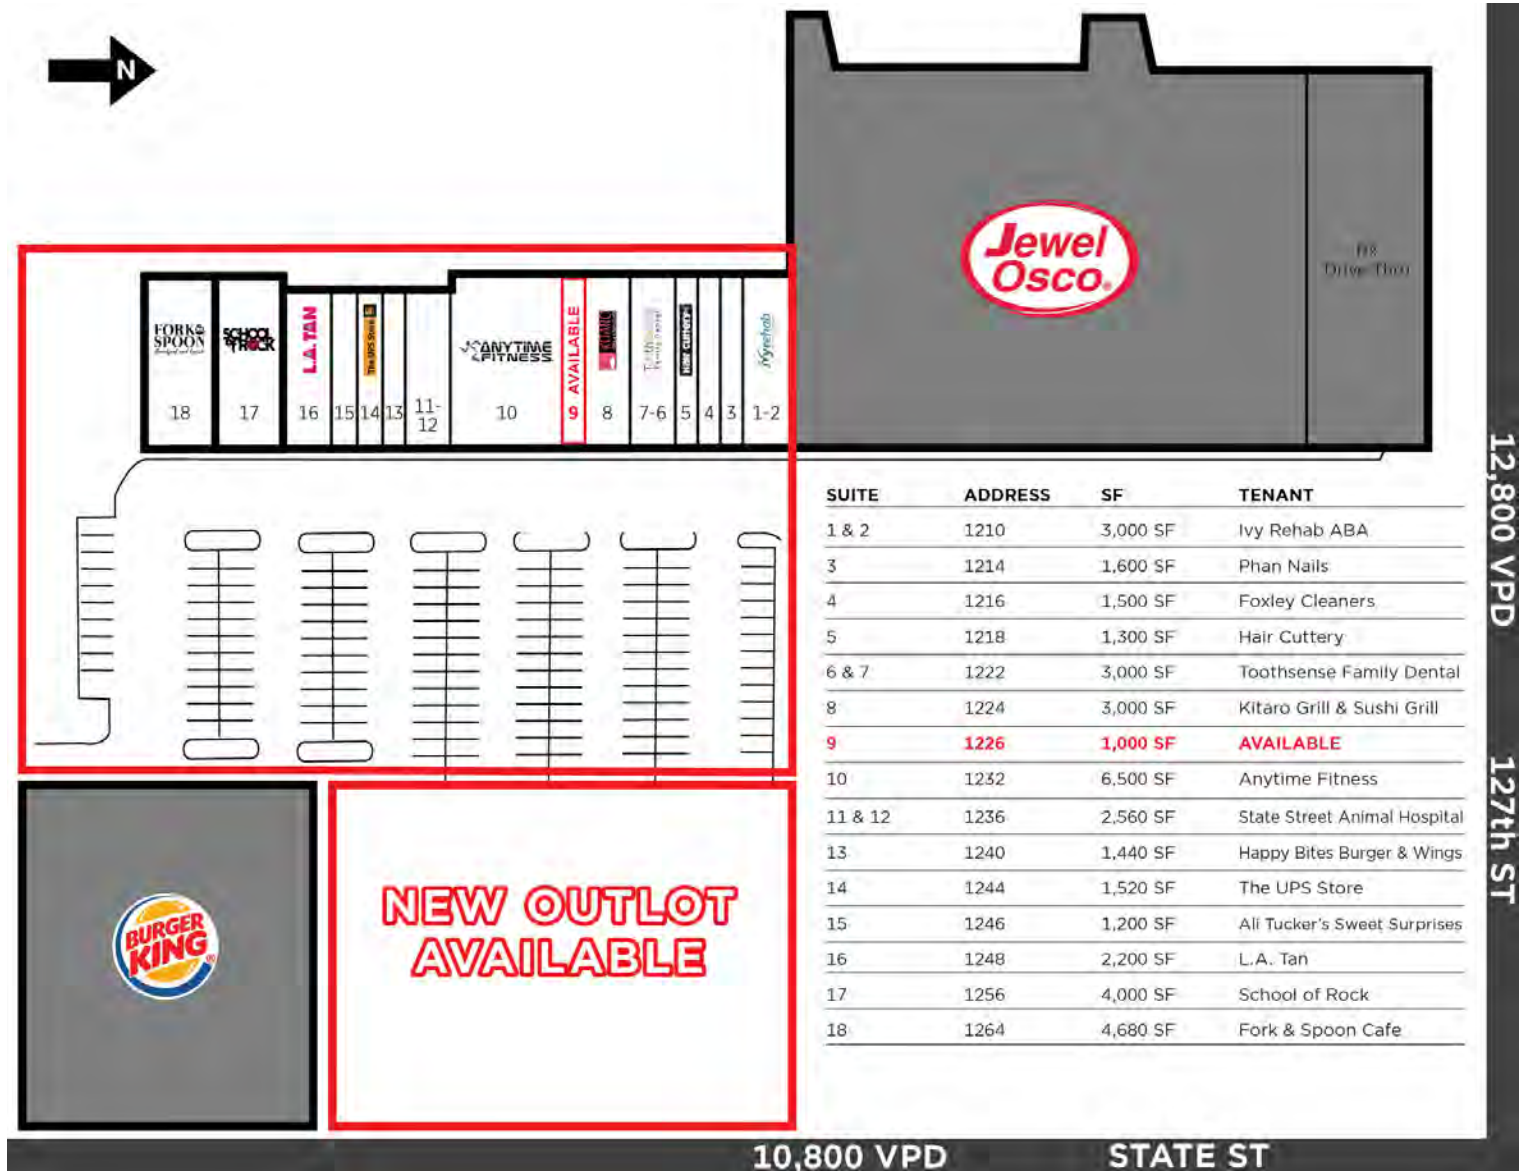 N
Jewel
Osco
Drive-Thru
FORK &
SPOON
SCHOOL
OF ROCK
L.A. TAN
The UPS Store
ANYTIME
FITNESS
AVAILABLE
HAIR CUTTERY
ivyrehab
18
17
16
15
14
13
11-
12
10
9
8
7-6
5
4
3
1-2
SUITE ADDRESS SF TENANT
1 & 2 1210 3,000 SF Ivy Rehab ABA
3 1214 1,600 SF Phan Nails
4 1216 1,500 SF Foxley Cleaners
5 1218 1,300 SF Hair Cuttery
6 & 7 1222 3,000 SF Toothsense Family Dental
8 1224 3,000 SF Kitaro Grill & Sushi Grill
9 1226 1,000 SF AVAILABLE
10 1232 6,500 SF Anytime Fitness
11 & 12 1236 2,560 SF State Street Animal Hospital
13 1240 1,440 SF Happy Bites Burger & Wings
14 1244 1,520 SF The UPS Store
15 1246 1,200 SF Ali Tucker's Sweet Surprises
16 1248 2,200 SF L.A. Tan
17 1256 4,000 SF School of Rock
18 1264 4,680 SF Fork & Spoon Cafe
BURGER
KING
NEW OUTLOT
AVAILABLE
12,800 VPD
127th ST
10,800 VPD
STATE ST